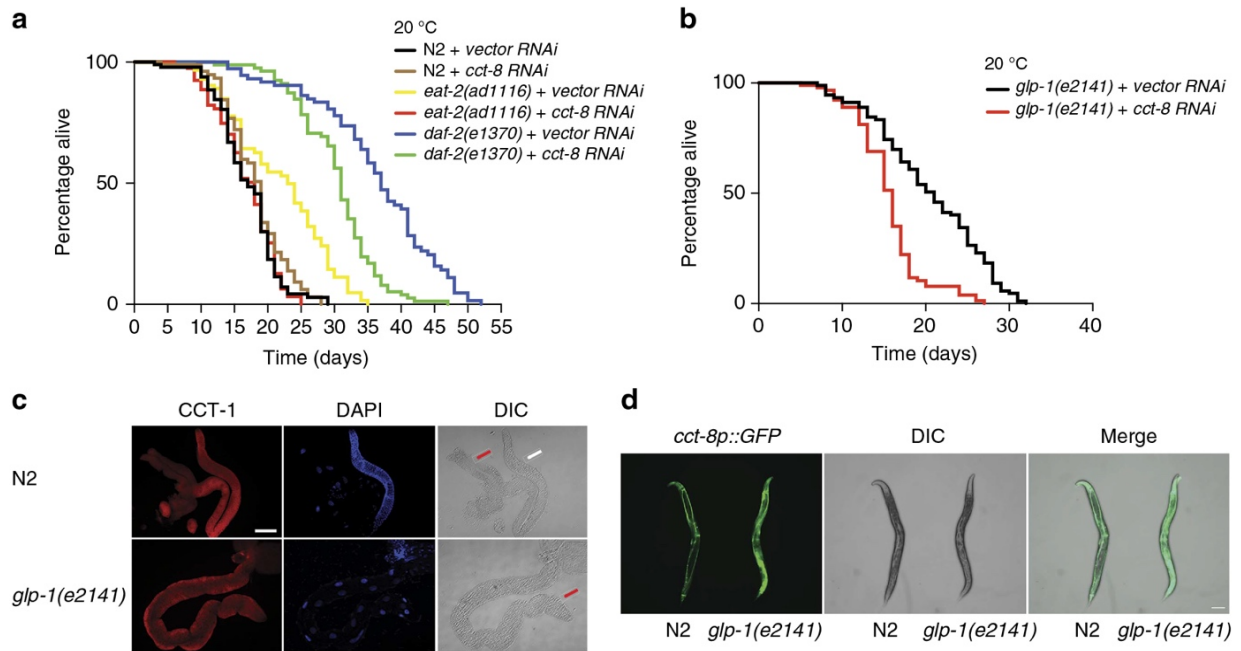 a
20 °C
N2 + vector RNAi
N2 + cct-8 RNAi
eat-2(ad1116) + vector RNAi
eat-2(ad1116) + cct-8 RNAi
daf-2(e1370) + vector RNAi
daf-2(e1370) + cct-8 RNAi
Percentage alive
100
50
0
0 5 10 15 20 25 30 35 40 45 50 55
Time (days)
b
20 °C
glp-1(e2141) + vector RNAi
glp-1(e2141) + cct-8 RNAi
Percentage alive
100
50
0
0 10 20 30 40
Time (days)
c
CCT-1 DAPI DIC
N2
glp-1(e2141)
d
cct-8p::GFP DIC Merge
N2 glp-1(e2141) N2 glp-1(e2141) N2 glp-1(e2141)